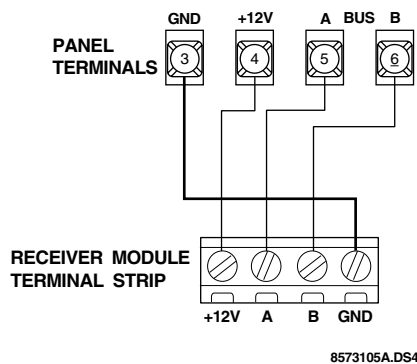 GND +12V A BUS B
PANEL
TERMINALS
3 4 5 6
RECEIVER MODULE
TERMINAL STRIP
+12V A B GND
8573105A.DS4